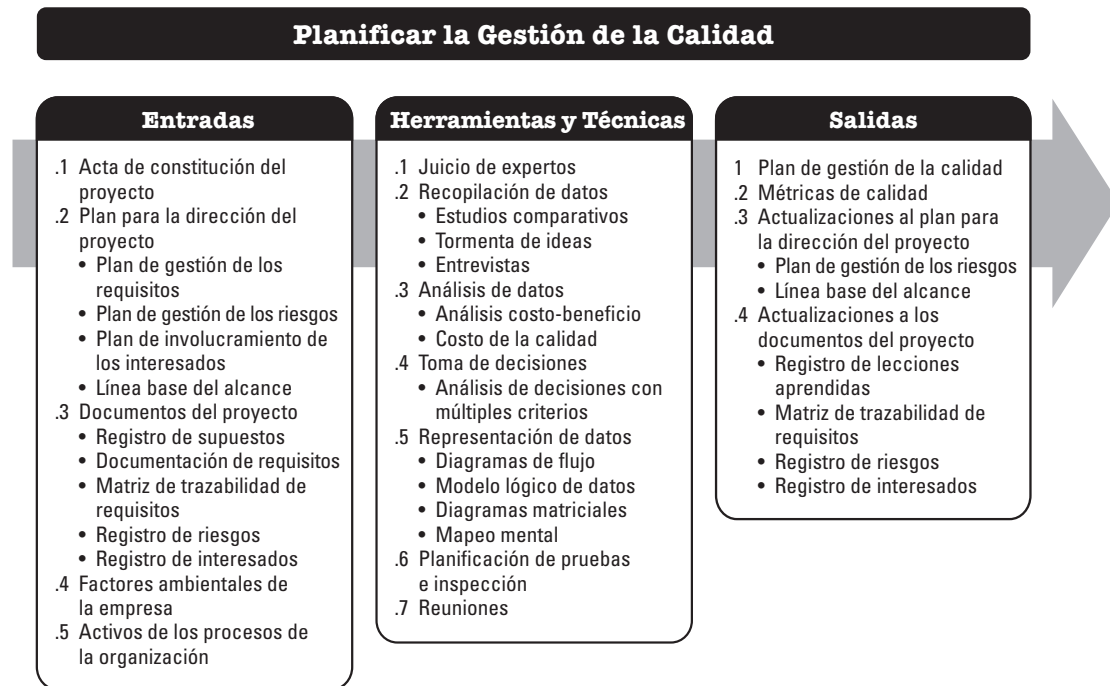 Planificar la Gestión de la Calidad
Entradas
.1 Acta de constitución del
proyecto
.2 Plan para la dirección del
proyecto
• Plan de gestión de los
requisitos
• Plan de gestión de los riesgos
• Plan de involucramiento de
los interesados
• Línea base del alcance
.3 Documentos del proyecto
• Registro de supuestos
• Documentación de requisitos
• Matriz de trazabilidad de
requisitos
• Registro de riesgos
• Registro de interesados
.4 Factores ambientales de
la empresa
.5 Activos de los procesos de
la organización
Herramientas y Técnicas
.1 Juicio de expertos
.2 Recopilación de datos
• Estudios comparativos
• Tormenta de ideas
• Entrevistas
.3 Análisis de datos
• Análisis costo-beneficio
• Costo de la calidad
.4 Toma de decisiones
• Análisis de decisiones con
múltiples criterios
.5 Representación de datos
• Diagramas de flujo
• Modelo lógico de datos
• Diagramas matriciales
• Mapeo mental
.6 Planificación de pruebas
e inspección
.7 Reuniones
Salidas
1 Plan de gestión de la calidad
.2 Métricas de calidad
.3 Actualizaciones al plan para
la dirección del proyecto
• Plan de gestión de los riesgos
• Línea base del alcance
.4 Actualizaciones a los
documentos del proyecto
• Registro de lecciones
aprendidas
• Matriz de trazabilidad de
requisitos
• Registro de riesgos
• Registro de interesados